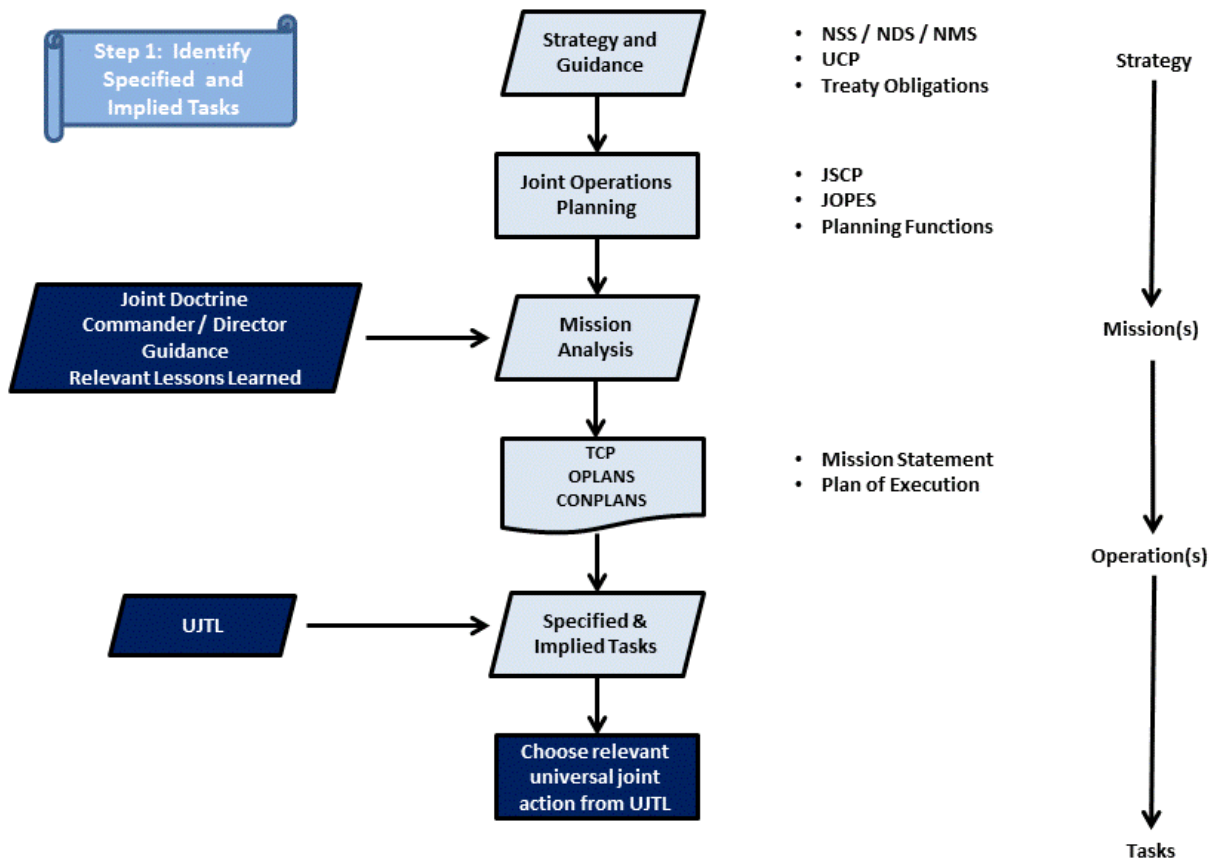 Step 1:  Identify
Specified  and
Implied Tasks
Strategy and
Guidance
• NSS / NDS / NMS
• UCP
• Treaty Obligations
Strategy
Joint Operations
Planning
• JSCP
• JOPES
• Planning Functions
Joint Doctrine
Commander /  Director
Guidance
Relevant Lessons Learned
Mission
Analysis
Mission(s)
TCP
OPLANS
CONPLANS
• Mission Statement
• Plan of Execution
Operation(s)
UJTL
Specified &
Implied Tasks
Choose relevant
universal joint
action from UJTL
Tasks